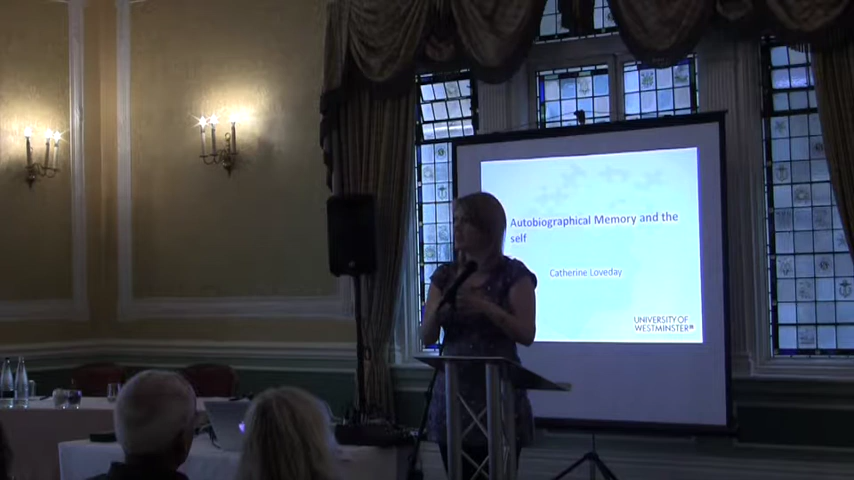 Autobiographical Memory and the
self
Catherine Loveday
UNIVERSITY OF
WESTMINSTER